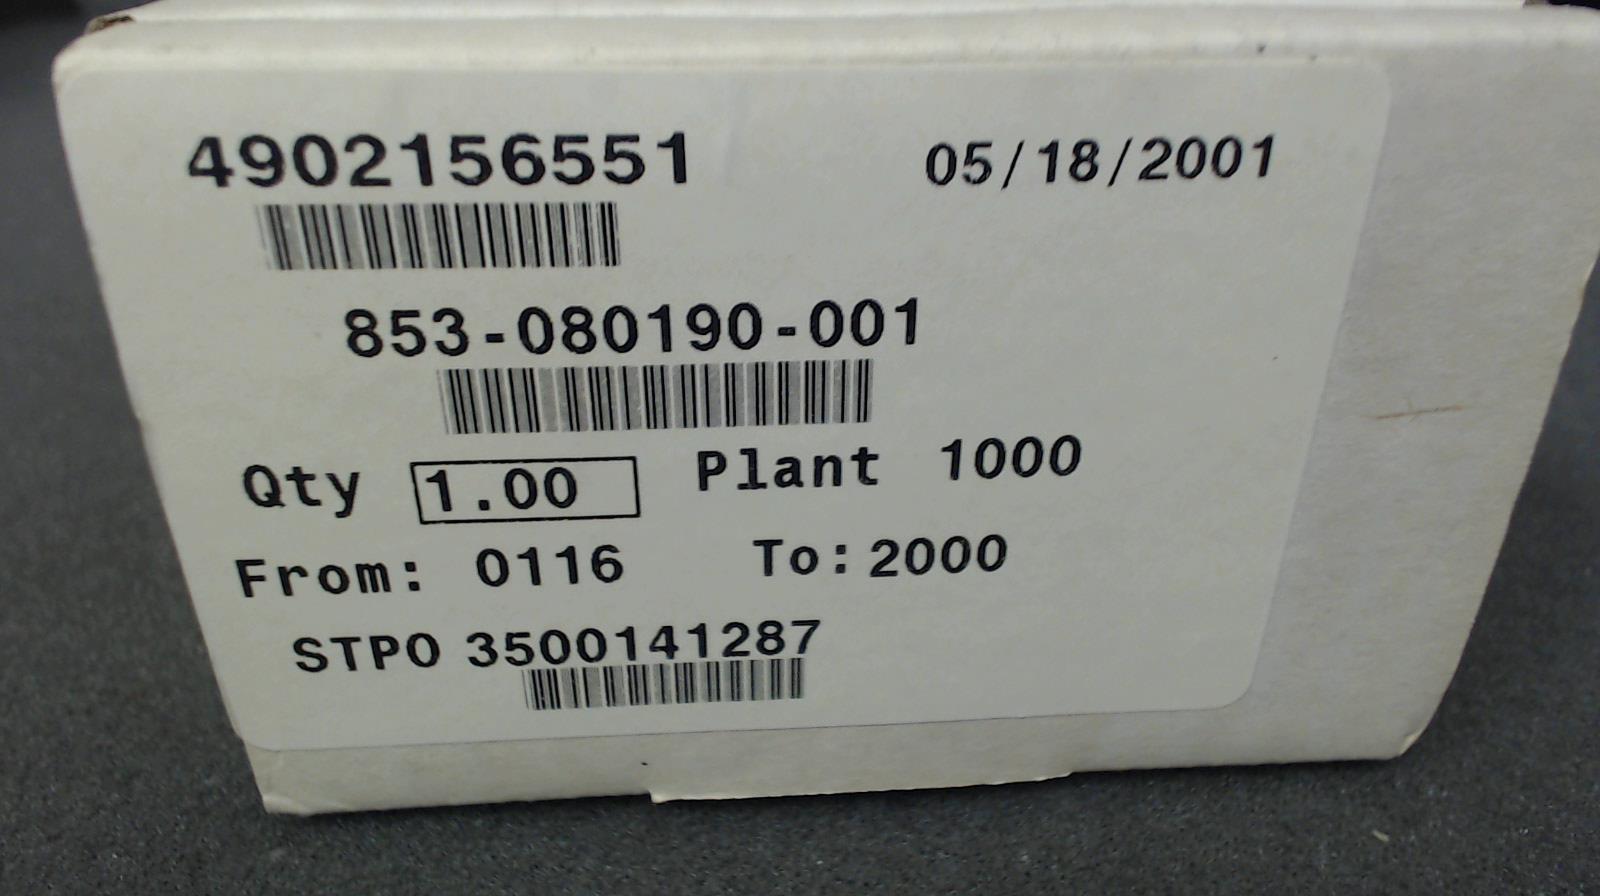 4902156551 05/18/2001
853-080190-001
Qty 1.00 Plant 1000
From: 0116 To: 2000
STPO 3500141287